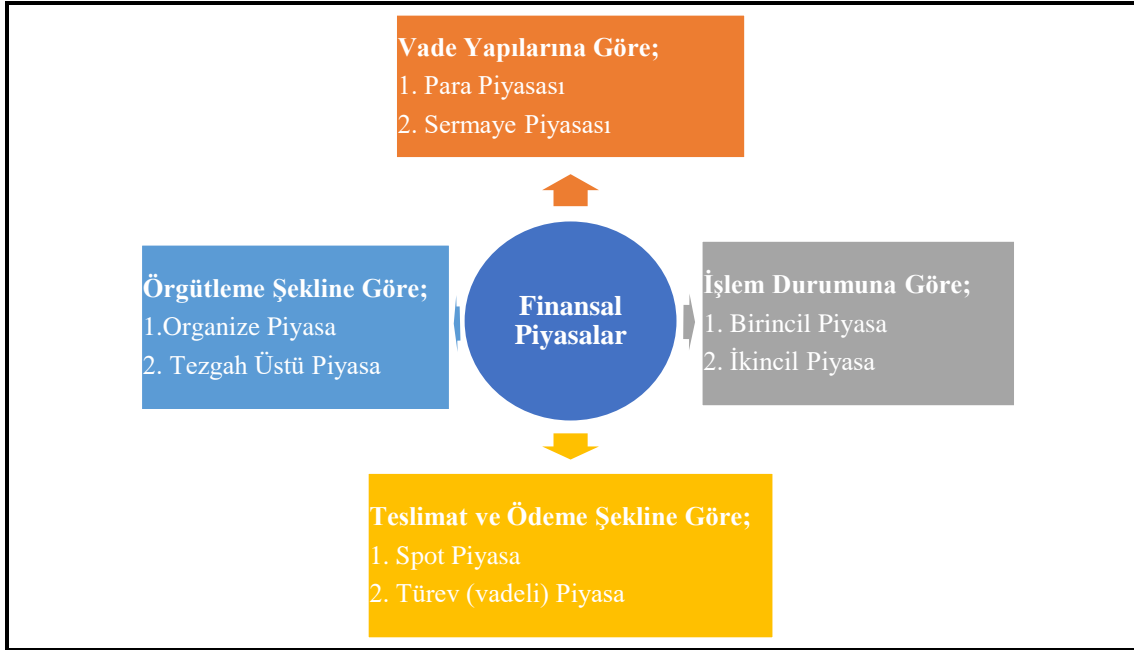 Vade Yapılarına Göre;
1. Para Piyasası
2. Sermaye Piyasası
Örgütleme Şekline Göre;
1.Organize Piyasa
2. Tezgah Üstü Piyasa
Finansal
Piyasalar
İşlem Durumuna Göre;
1. Birincil Piyasa
2. İkincil Piyasa
Teslimat ve Ödeme Şekline Göre;
1. Spot Piyasa
2. Türev (vadeli) Piyasa